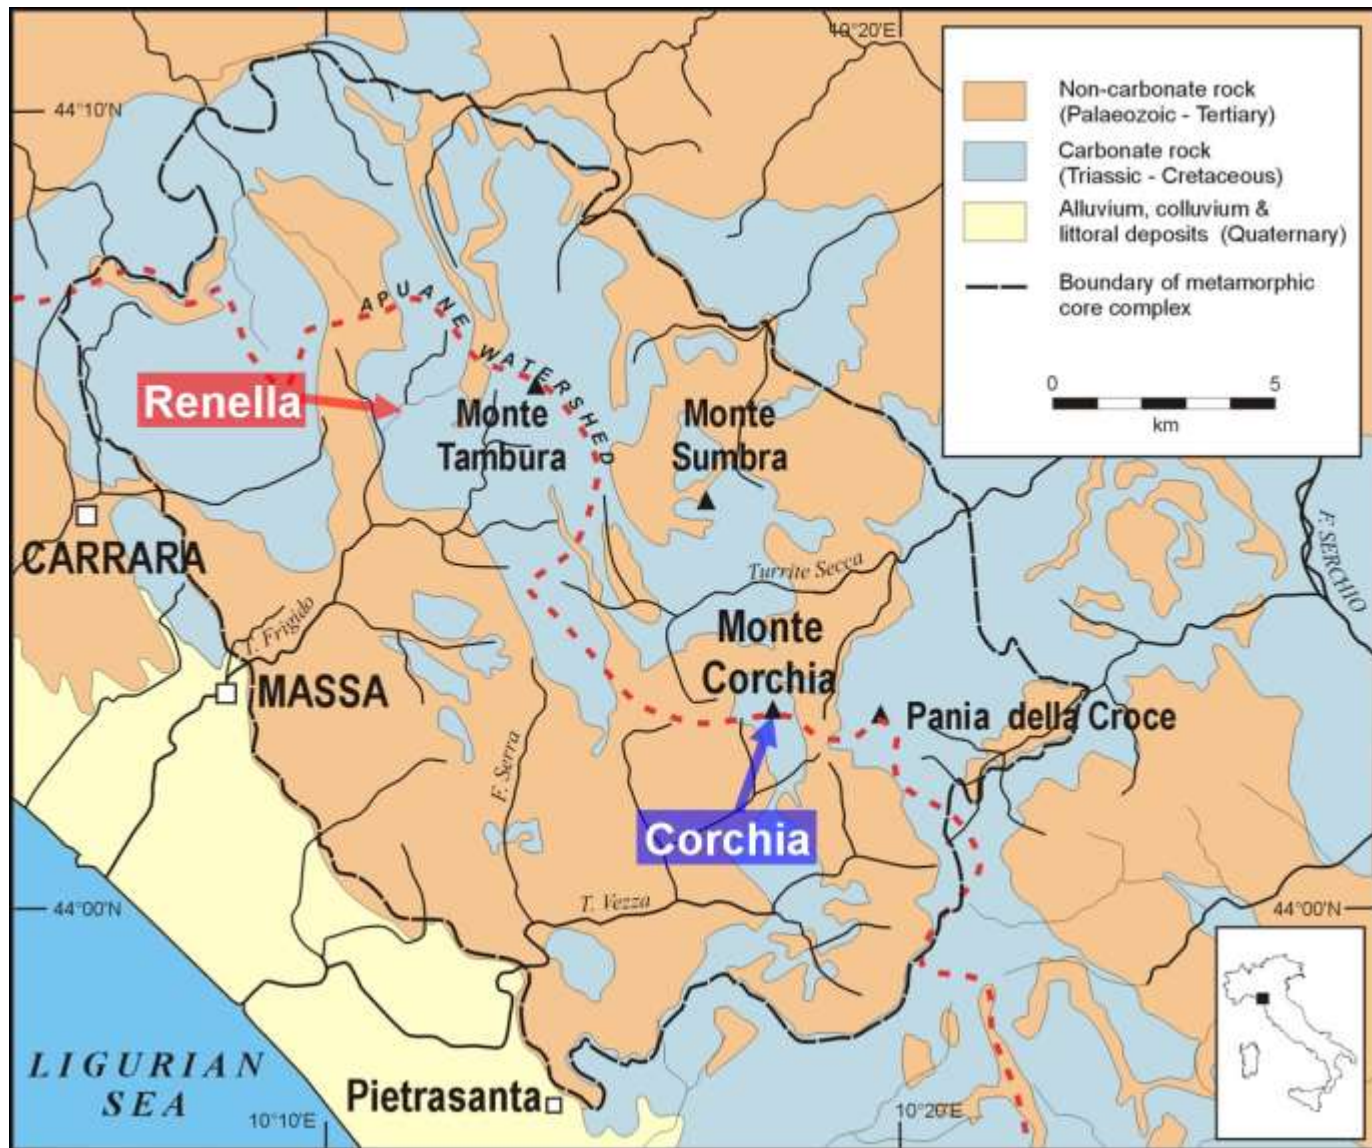 10°20'E
44°10'N
Non-carbonate rock
(Palaeozoic - Tertiary)
Carbonate rock
(Triassic - Cretaceous)
Alluvium, colluvium &
littoral deposits (Quaternary)
Boundary of metamorphic
core complex
0 5
km
APUANE WATERSHED
Renella
Monte
Tambura
Monte
Sumbra
CARRARA
F. SERCHIO
Turrite Secca
T. Frigido
Monte
Corchia
MASSA
Pania della Croce
F. Serra
Corchia
T. Vezza
44°00'N
44°00'N
LIGURIAN
SEA
Pietrasanta
10°10'E
10°20'E